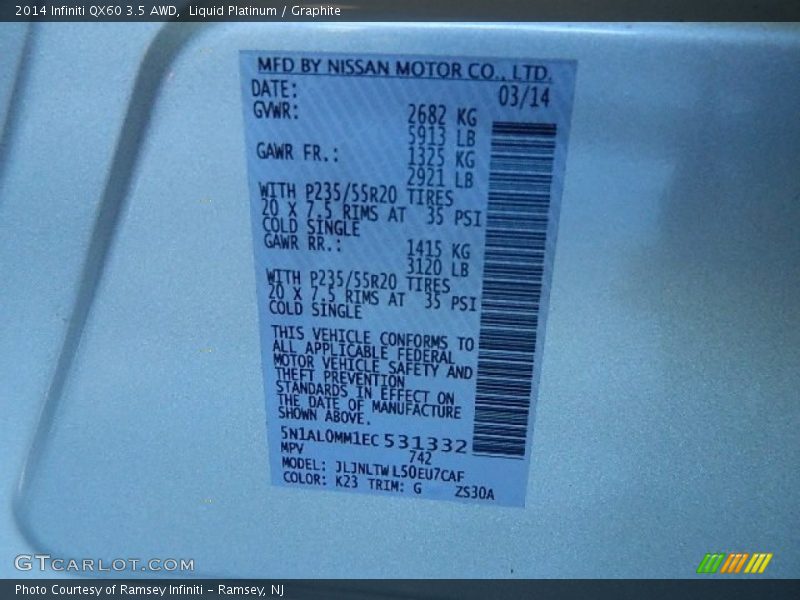 2014 Infiniti QX60 3.5 AWD, Liquid Platinum / Graphite
MFD BY NISSAN MOTOR CO., LTD.
DATE: 03/14
GVWR: 2682 KG
5913 LB
GAWR FR.: 1325 KG
2921 LB
WITH P235/55R20 TIRES
20 X 7.5 RIMS AT 35 PSI
COLD SINGLE
GAWR RR.: 1415 KG
3120 LB
WITH P235/55R20 TIRES
20 X 7.5 RIMS AT 35 PSI
COLD SINGLE
THIS VEHICLE CONFORMS TO
ALL APPLICABLE FEDERAL
MOTOR VEHICLE SAFETY AND
THEFT PREVENTION
STANDARDS IN EFFECT ON
THE DATE OF MANUFACTURE
SHOWN ABOVE.
5N1AL0MM1EC 531332
MPV 742
MODEL: JLJNLTWL50EU7CAF
COLOR: K23 TRIM: G ZS30A
GTCARLOT.COM
Photo Courtesy of Ramsey Infiniti - Ramsey, NJ